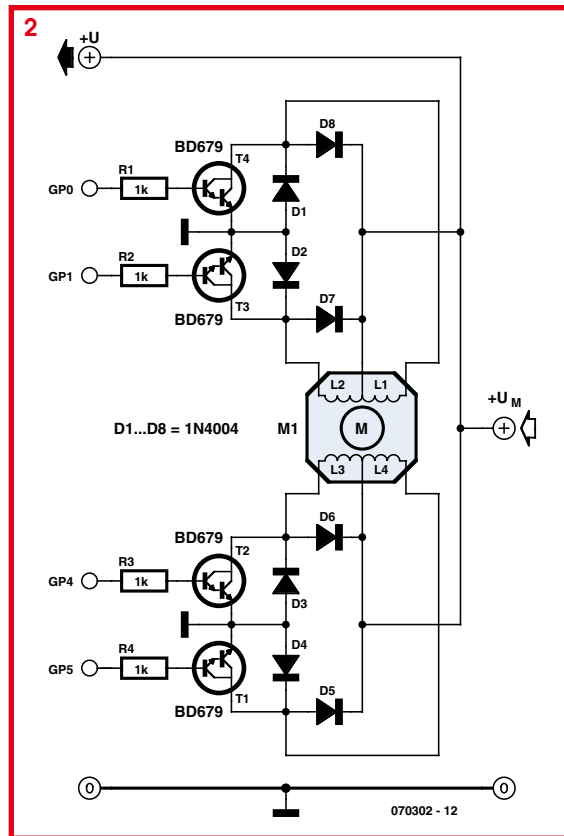 2
+U
D8
BD679
T4
R1
GP0
1k
D1
R2
D2
GP1
1k
T3
D7
BD679
L2
L1
+U M
D1...D8 = 1N4004
M1
M
L3
L4
D6
BD679
T2
R3
GP4
1k
D3
R4
D4
GP5
1k
T1
D5
BD679
0
0
070302 - 12